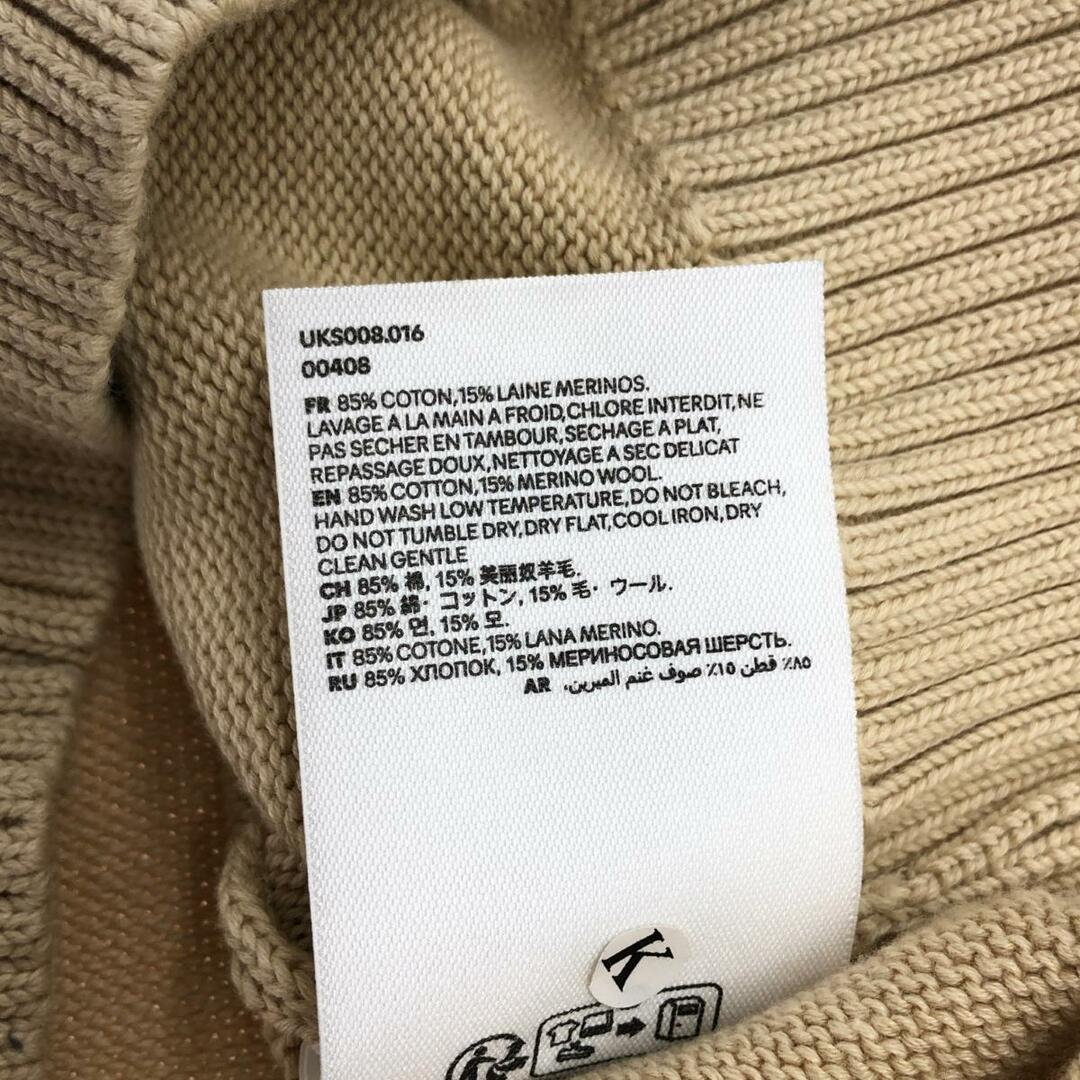 UKS008.016
00408
FR 85% COTON,15% LAINE MERINOS.
LAVAGE A LA MAIN A FROID,CHLORE INTERDIT,NE
PAS SECHER EN TAMBOUR,SECHAGE A PLAT,
REPASSAGE DOUX,NETTOYAGE A SEC DELICAT
EN 85% COTTON,15% MERINO WOOL.
HAND WASH LOW TEMPERATURE,DO NOT BLEACH,
DO NOT TUMBLE DRY,DRY FLAT,COOL IRON,DRY
CLEAN GENTLE
CH 85% 棉, 15% 美丽奴羊毛.
JP 85% 綿· コットン, 15% 毛· ウール.
KO 85% 면, 15% 모.
IT 85% COTONE,15% LANA MERINO.
RU 85% ХЛОПОК, 15% МЕРИНОСОВАЯ ШЕРСТЬ.
AR ٨٥٪ قطن ١٥٪ صوف غنم الميرين،
K